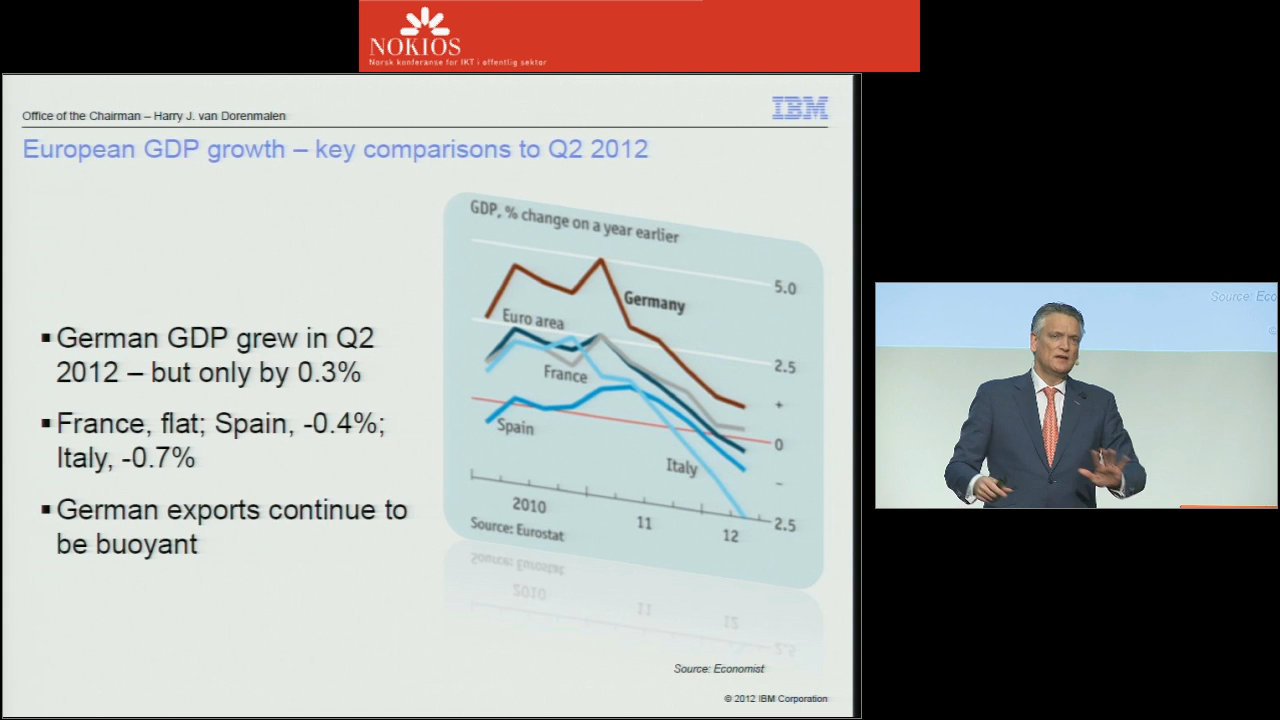 NOKIOS
Norsk konferanse for IKT i offentlig sektor
Office of the Chairman – Harry J. van Dorenmalen
IBM
European GDP growth – key comparisons to Q2 2012
▪ German GDP grew in Q2
2012 – but only by 0.3%
▪ France, flat; Spain, -0.4%;
Italy, -0.7%
▪ German exports continue to
be buoyant
GDP, % change on a year earlier
5.0
Germany
Euro area
2.5
France
+
0
Spain
Italy
–
2.5
2010
11
12
Source: Eurostat
Source: Economist
© 2012 IBM Corporation
Source: Eco